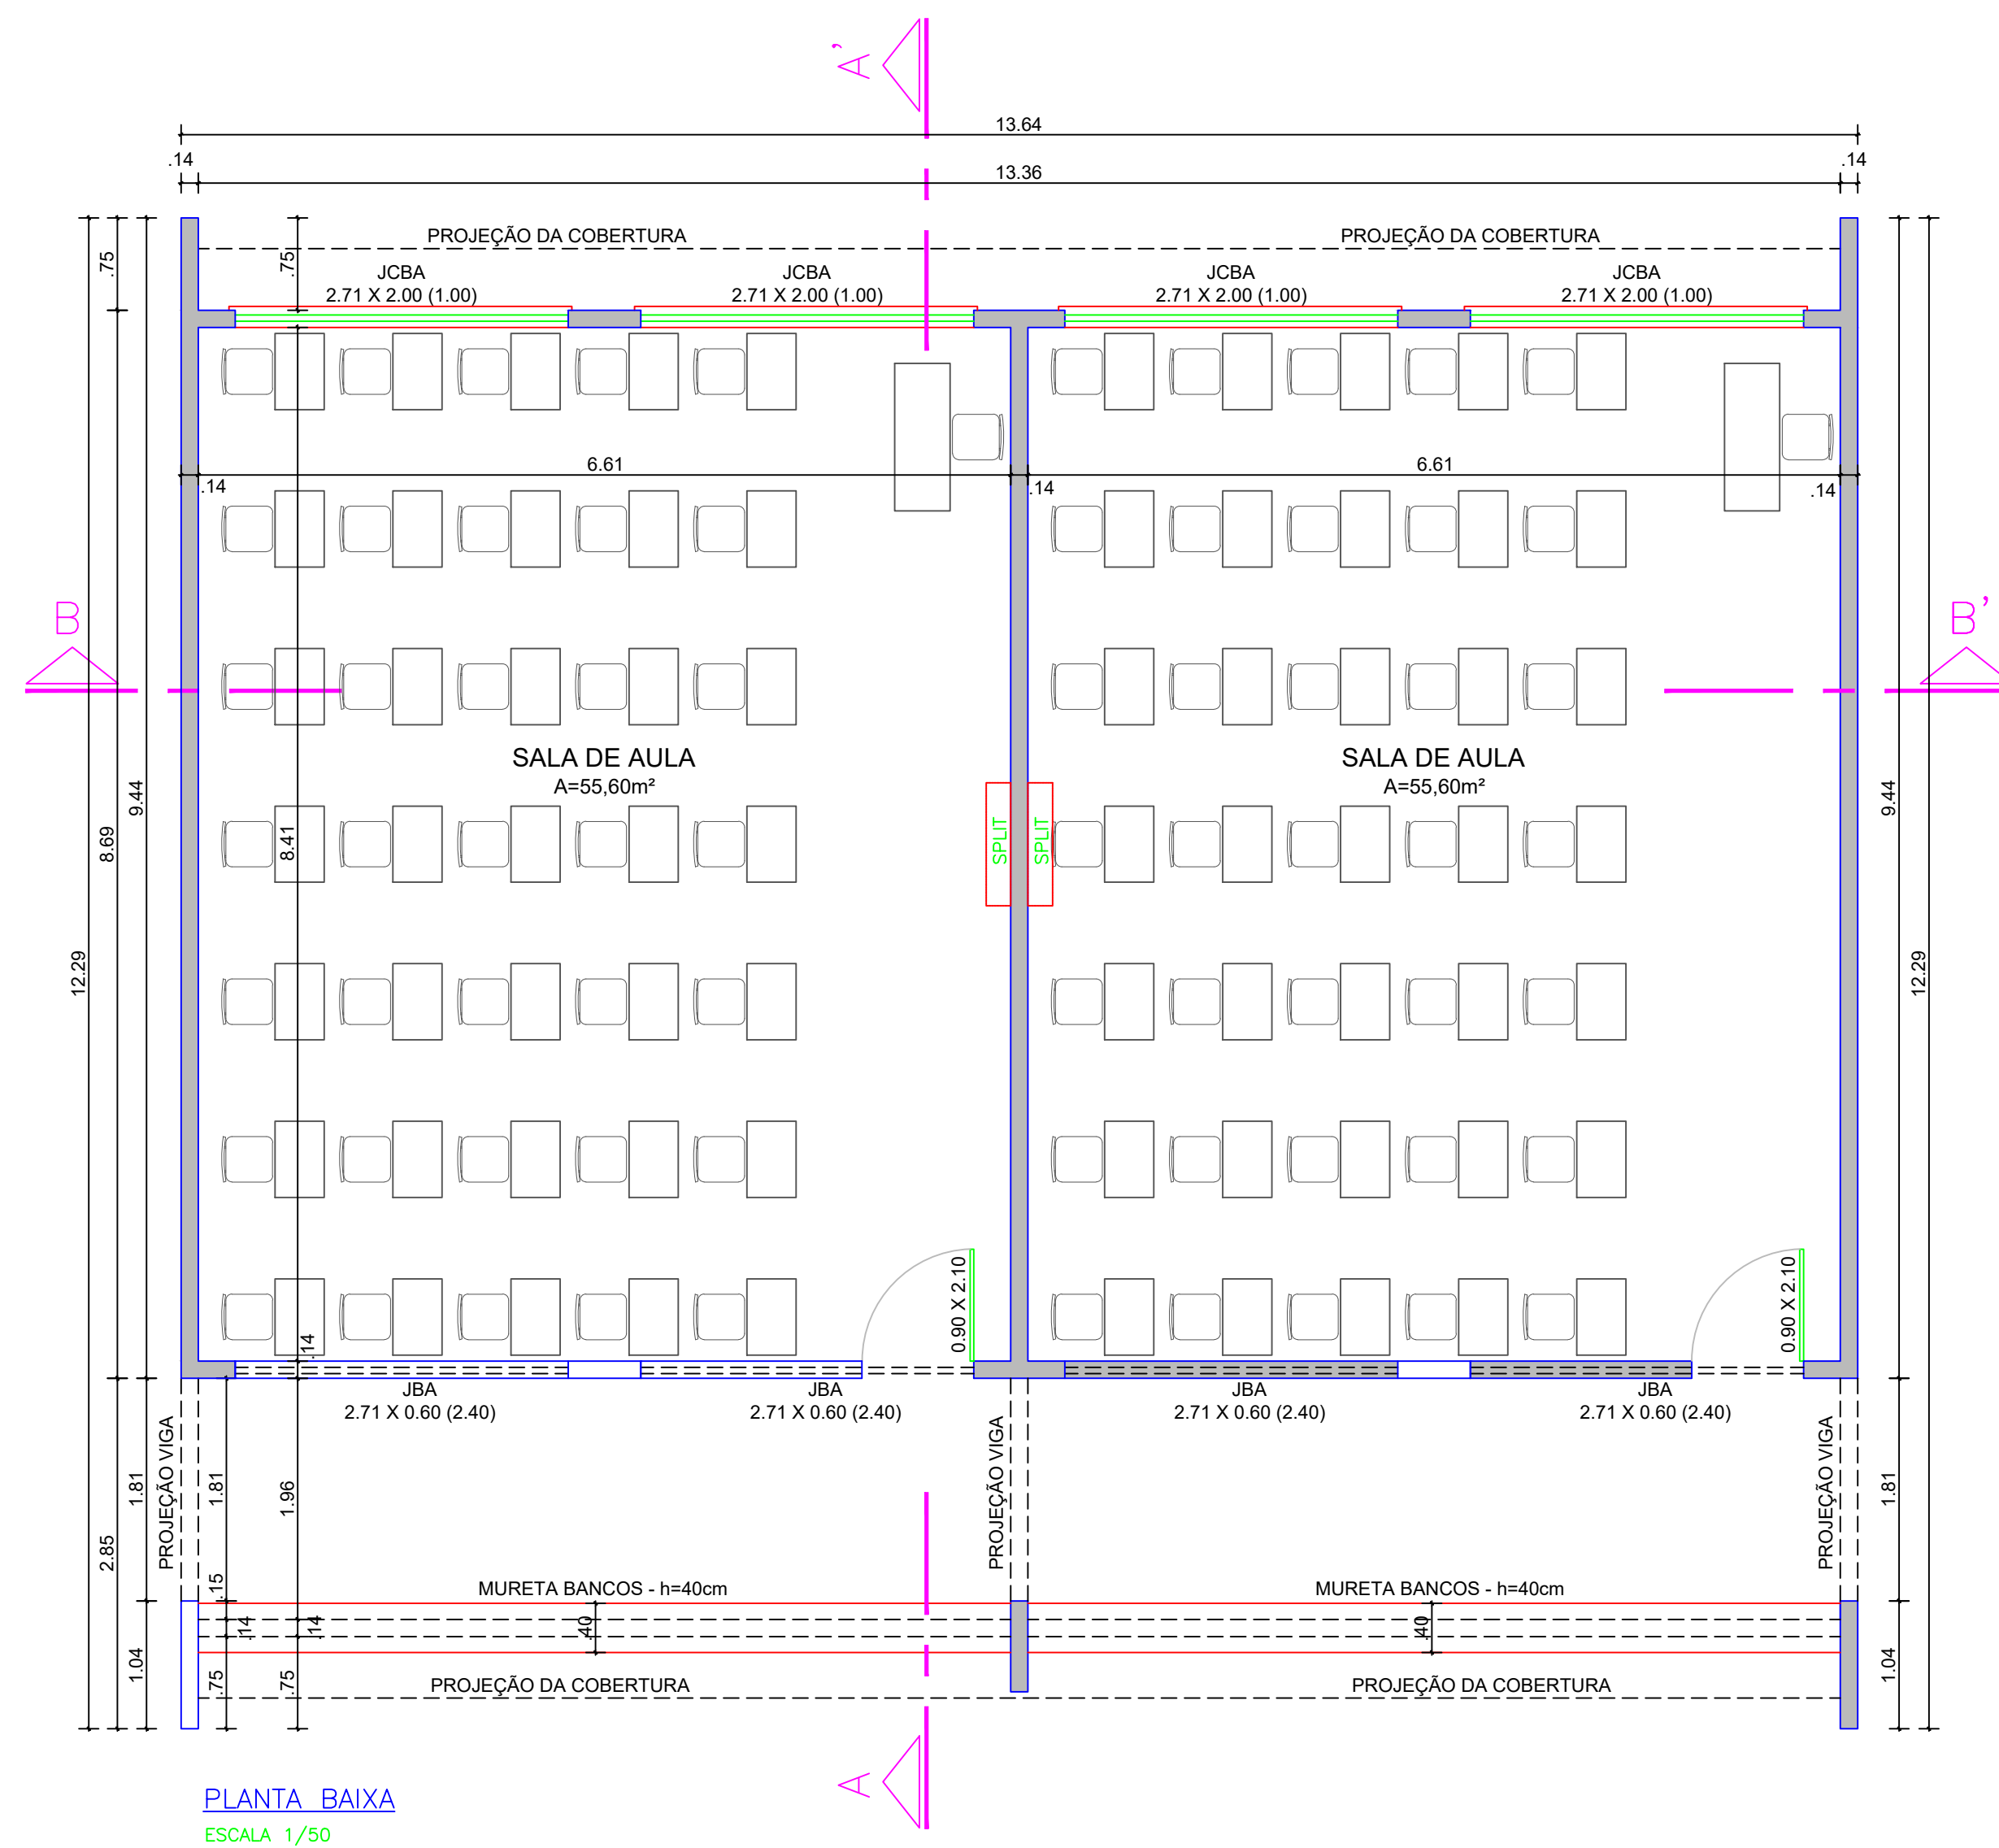 A'
13.64
.14
.14
13.36
PROJEÇÃO DA COBERTURA
PROJEÇÃO DA COBERTURA
.75
.75
JCBA
JCBA
JCBA
JCBA
2.71 X 2.00 (1.00)
2.71 X 2.00 (1.00)
2.71 X 2.00 (1.00)
2.71 X 2.00 (1.00)
6.61
6.61
.14
.14
.14
B
B'
SALA DE AULA
SALA DE AULA
A=55,60m²
A=55,60m²
9.44
9.44
8.69
8.41
SPLIT
SPLIT
12.29
12.29
0.90 X 2.10
0.90 X 2.10
.14
JBA
JBA
JBA
JBA
2.71 X 0.60 (2.40)
2.71 X 0.60 (2.40)
2.71 X 0.60 (2.40)
2.71 X 0.60 (2.40)
PROJEÇÃO VIGA
PROJEÇÃO VIGA
PROJEÇÃO VIGA
1.81
1.81
1.96
1.81
2.85
.15
MURETA BANCOS - h=40cm
MURETA BANCOS - h=40cm
.14
.14
.40
.40
1.04
.75
.75
1.04
PROJEÇÃO DA COBERTURA
PROJEÇÃO DA COBERTURA
A
PLANTA BAIXA
ESCALA 1/50